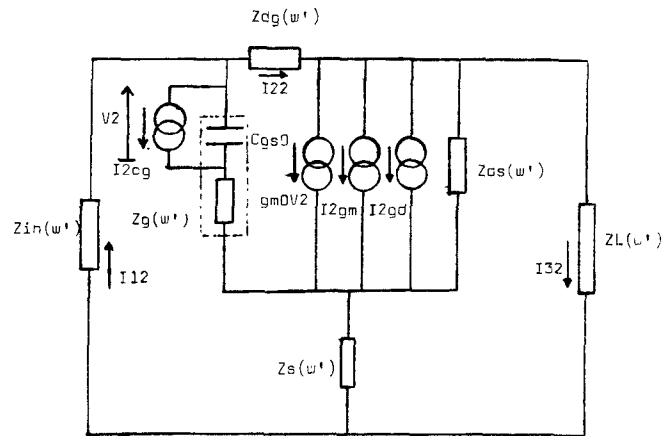 Zdg(w')
I22
V2
I2cg
Cgs0
Zg(w')
gm0V2
I2gm
I2gd
Zds(w')
Zin(w')
I12
ZL(w')
I32
Zs(w')